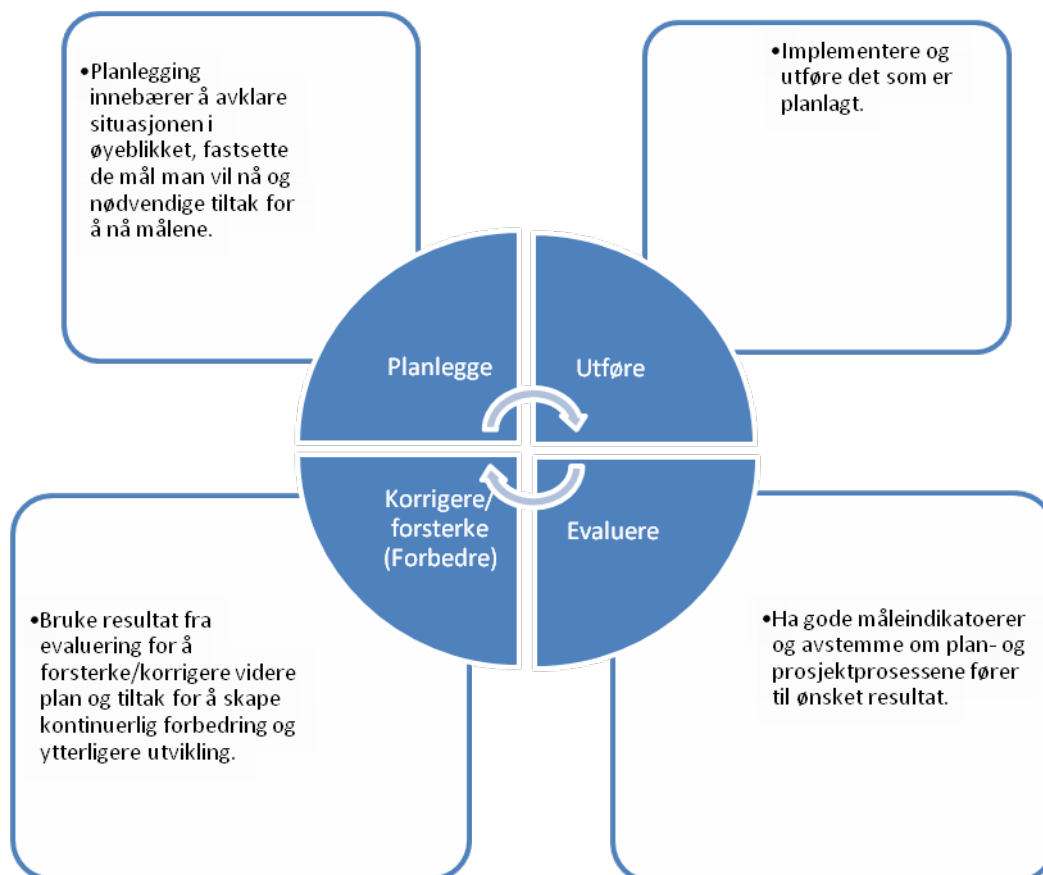 •Planlegging
innebærer å avklare
situasjonen i
øyeblikket, fastsette
de mål man vil nå og
nødvendige tiltak for
å nå målene.
•Implementere og
utføre det som er
planlagt.
Planlegge
Utføre
Korrigere/
forsterke
(Forbedre)
Evaluere
•Bruke resultat fra
evaluering for å
forsterke/korrigere videre
plan og tiltak for å skape
kontinuerlig forbedring og
ytterligere utvikling.
•Ha gode måleindikatoerer
og avstemme om plan- og
prosjektprosessene fører
til ønsket resultat.